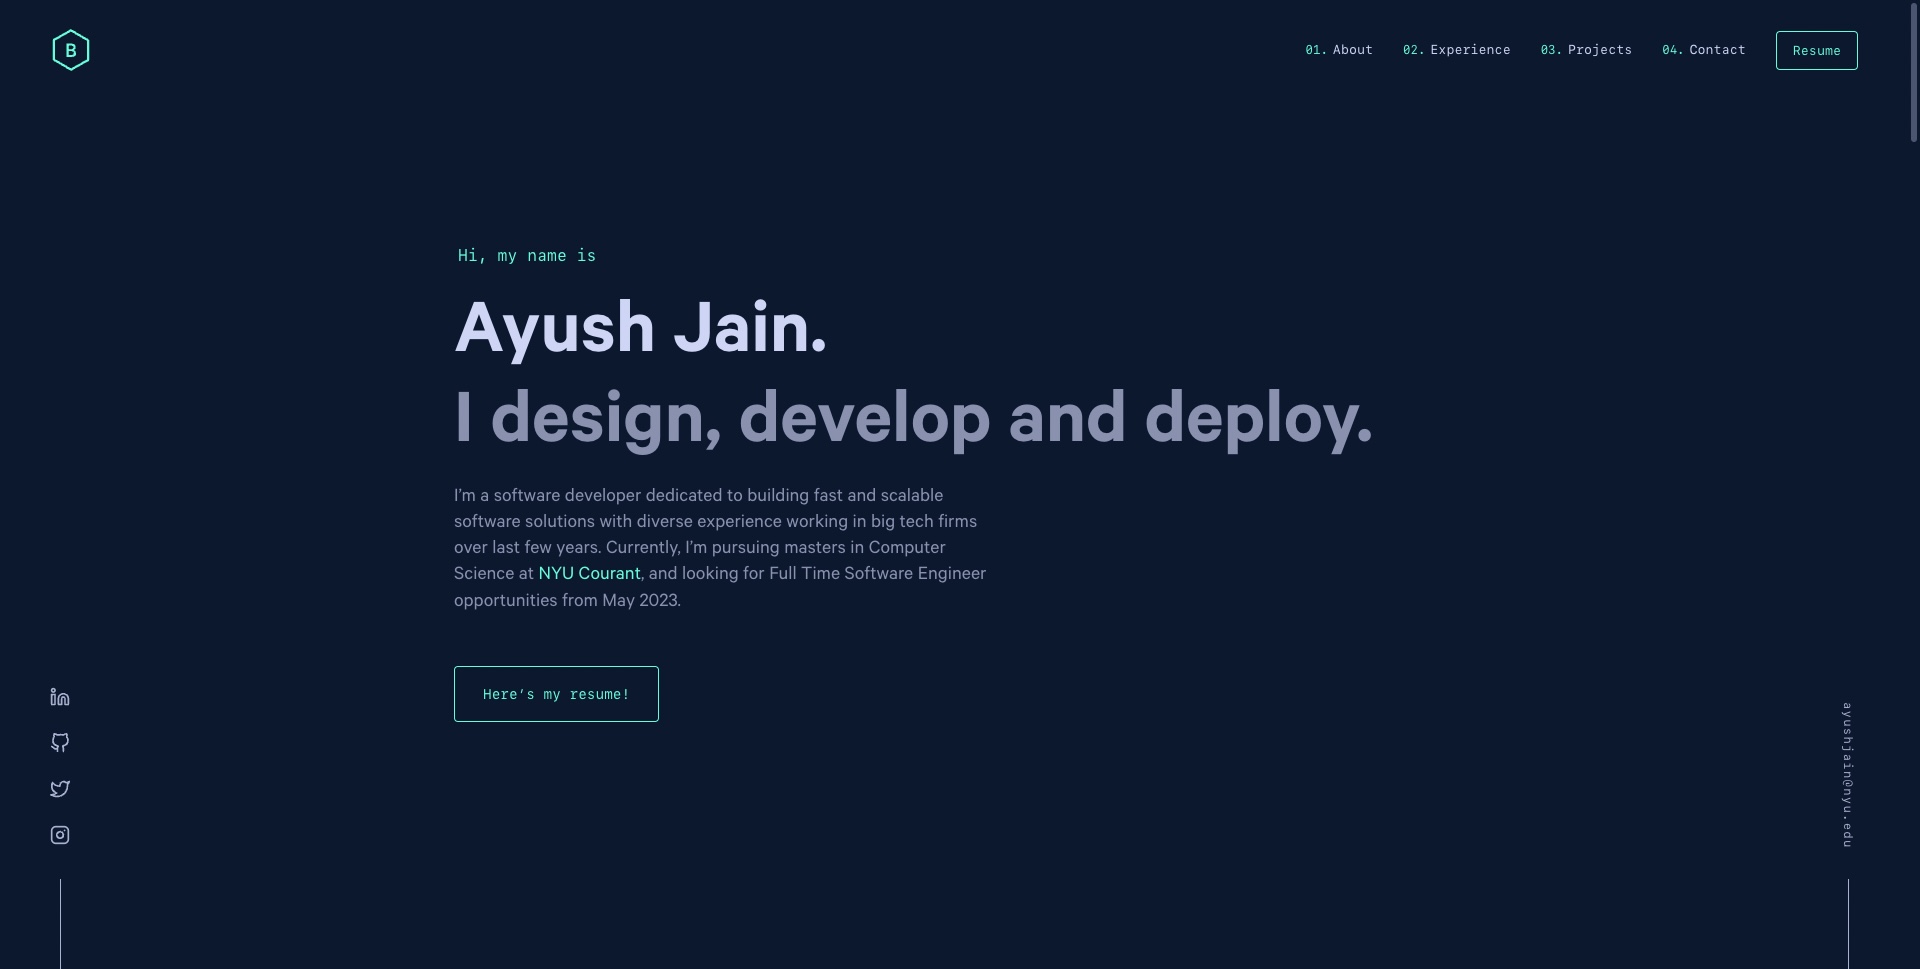 B
01. About
02. Experience
03. Projects
04. Contact
Resume
Hi, my name is
Ayush Jain.
I design, develop and deploy.
I’m a software developer dedicated to building fast and scalable
software solutions with diverse experience working in big tech firms
over last few years. Currently, I’m pursuing masters in Computer
Science at NYU Courant, and looking for Full Time Software Engineer
opportunities from May 2023.
Here’s my resume!
in
ayushjain@nyu.edu